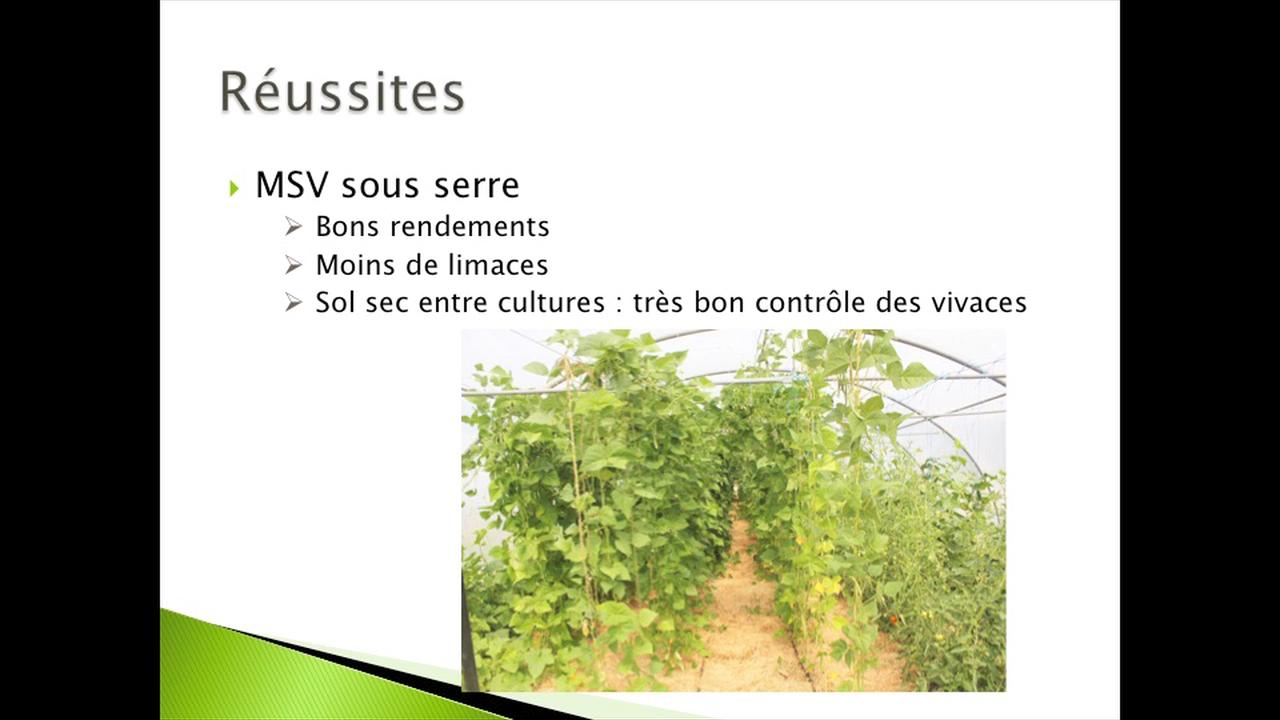 Réussites
MSV sous serre
Bons rendements
Moins de limaces
Sol sec entre cultures : très bon contrôle des vivaces